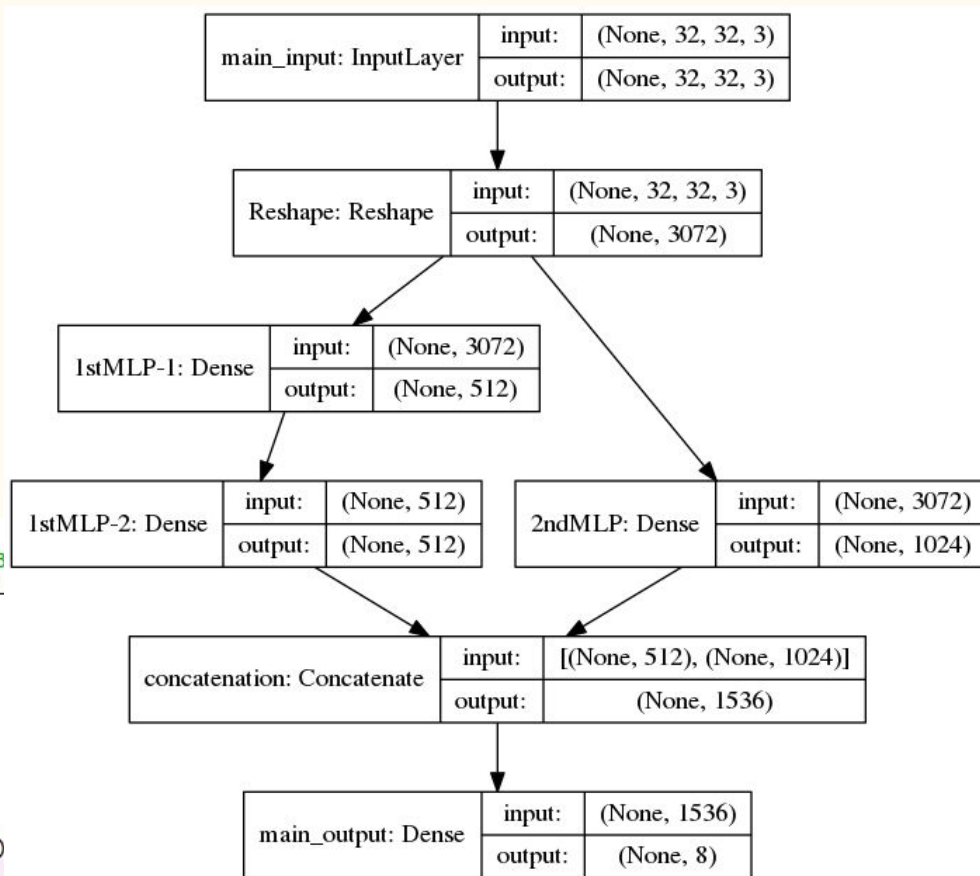 main_input: InputLayer
input: (None, 32, 32, 3)
output: (None, 32, 32, 3)
Reshape: Reshape
input: (None, 32, 32, 3)
output: (None, 3072)
1stMLP-1: Dense
input: (None, 3072)
output: (None, 512)
1stMLP-2: Dense
input: (None, 512)
output: (None, 512)
2ndMLP: Dense
input: (None, 3072)
output: (None, 1024)
concatenation: Concatenate
input: [(None, 512), (None, 1024)]
output: (None, 1536)
main_output: Dense
input: (None, 1536)
output: (None, 8)